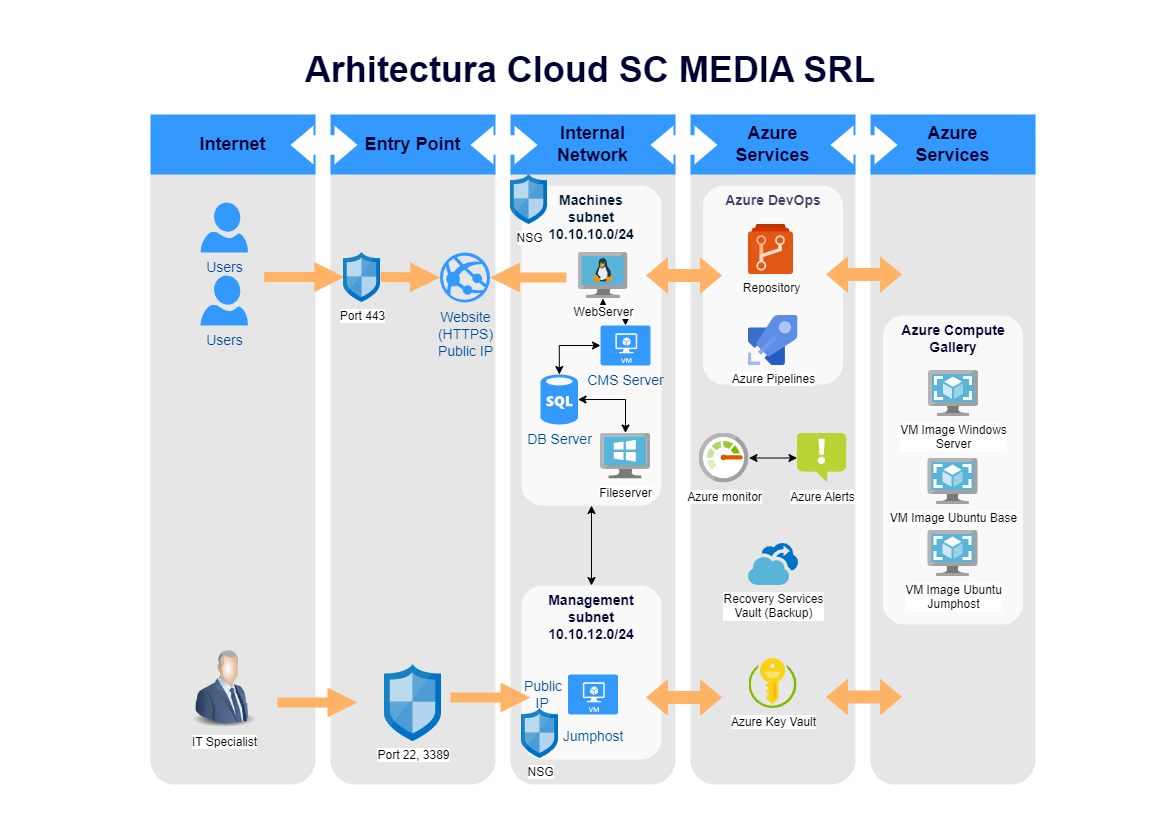 Arhitectura Cloud SC MEDIA SRL
Internet
Entry Point
Internal
Network
Azure
Services
Azure
Services
Users
Users
IT Specialist
Port 443
Website
(HTTPS)
Public IP
Port 22, 3389
NSG
Machines
subnet
10.10.10.0/24
WebServer
VM
CMS Server
SQL
DB Server
Fileserver
Management
subnet
10.10.12.0/24
Public
IP
VM
Jumphost
NSG
Azure DevOps
Repository
Azure Pipelines
Azure monitor
Azure Alerts
Recovery Services
Vault (Backup)
Azure Key Vault
Azure Compute
Gallery
VM Image Windows
Server
VM Image Ubuntu Base
VM Image Ubuntu
Jumphost